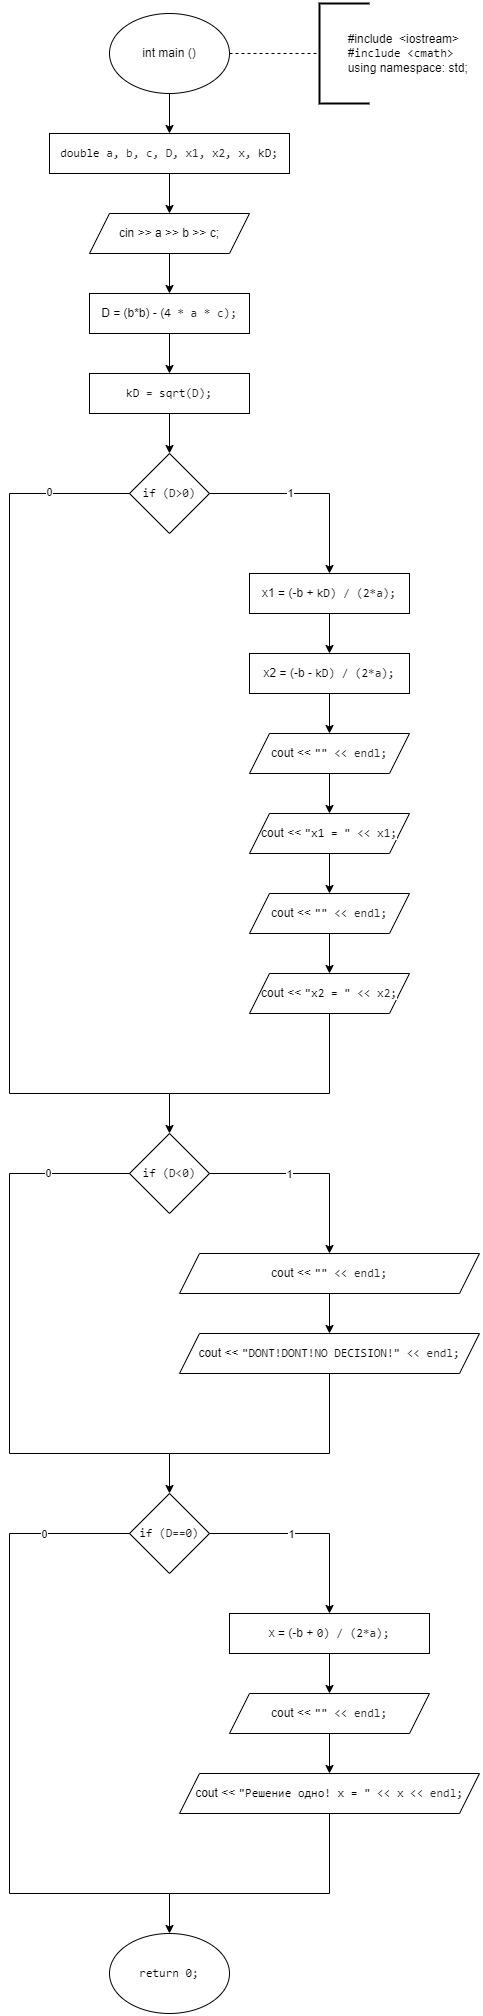 int main ()
#include <iostream>
#include <cmath>
using namespace: std;
double a, b, c, D, x1, x2, x, kD;
cin >> a >> b >> c;
D = (b*b) - (4 * a * c);
kD = sqrt(D);
0
if (D>0)
1
x1 = (-b + kD) / (2*a);
x2 = (-b - kD) / (2*a);
cout << "" << endl;
cout << "x1 = " << x1;
cout << "" << endl;
cout << "x2 = " << x2;
0
if (D<0)
1
cout << "" << endl;
cout << "DONT!DONT!NO DECISION!" << endl;
0
if (D==0)
1
x = (-b + 0) / (2*a);
cout << "" << endl;
cout << "Решение одно! x = " << x << endl;
return 0;